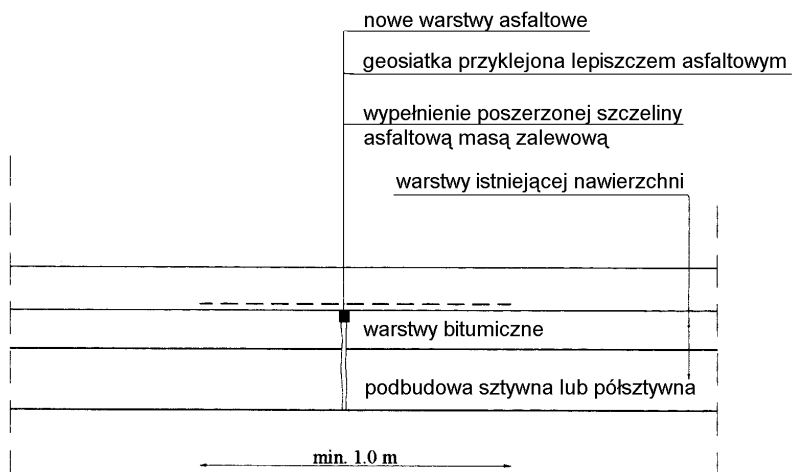 nowe warstwy asfaltowe
geosiatka przyklejona lepiszczem asfaltowym
wypełnienie poszerzonej szczeliny
asfaltową masą zalewową
warstwy istniejącej nawierzchni
warstwy bitumiczne
podbudowa sztywna lub półsztywna
min. 1.0 m